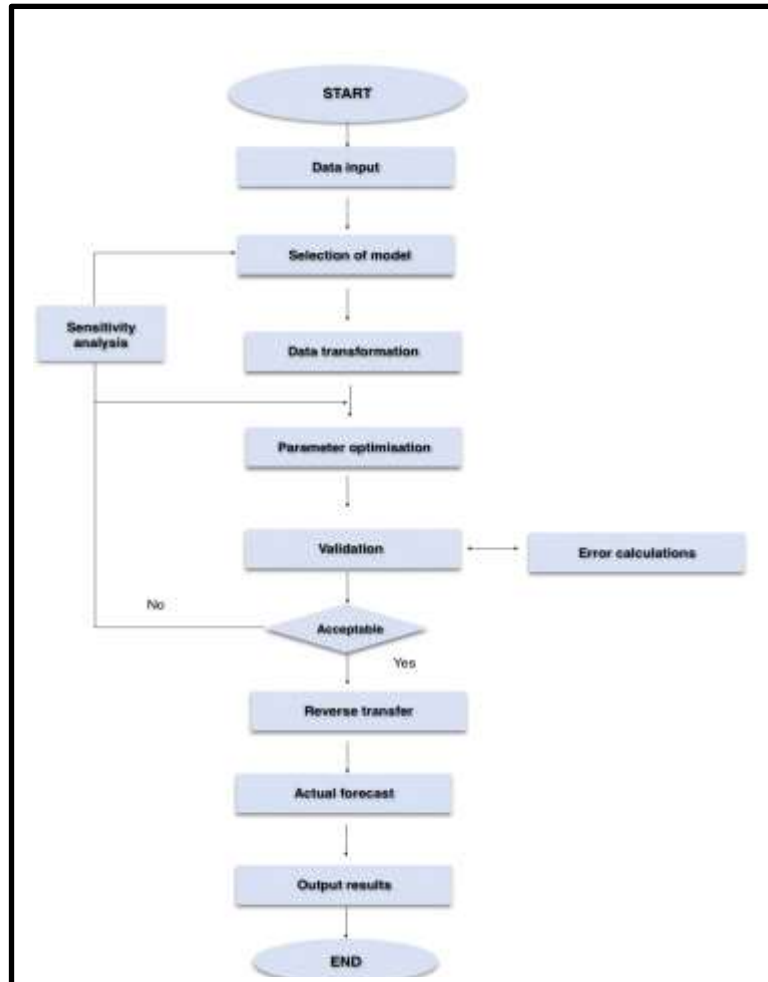 START
Data input
Selection of model
Sensitivity
analysis
Data transformation
Parameter optimisation
Validation
Error calculations
No
Acceptable
Yes
Reverse transfer
Actual forecast
Output results
END